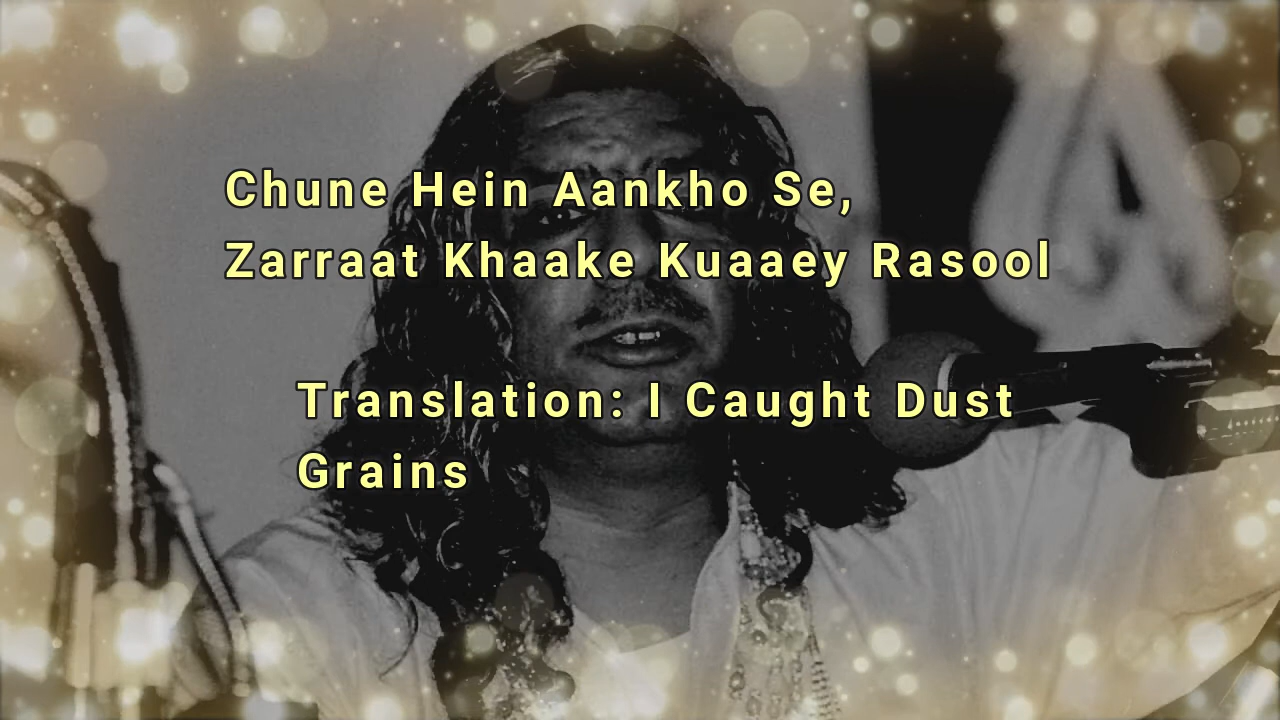 Chune Hein Aankho Se,
Zarraat Khaake Kuaaey Rasool
Translation: I Caught Dust
Grains